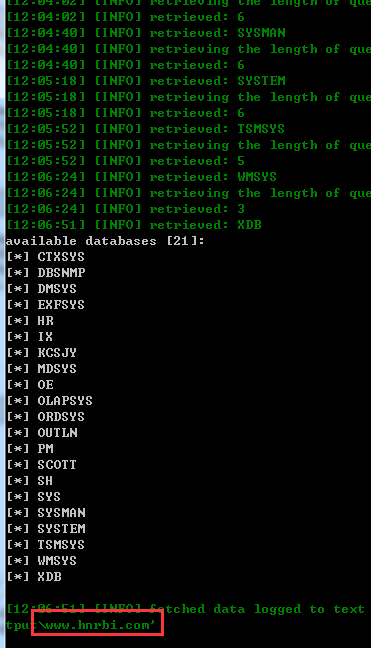 [12:04:02] [INFO] retrieving the length of que
[12:04:02] [INFO] retrieved: 6
[12:04:40] [INFO] retrieved: SYSMAN
[12:04:40] [INFO] retrieving the length of que
[12:04:40] [INFO] retrieved: 6
[12:05:18] [INFO] retrieved: SYSTEM
[12:05:18] [INFO] retrieving the length of que
[12:05:18] [INFO] retrieved: 6
[12:05:52] [INFO] retrieved: TSMSYS
[12:05:52] [INFO] retrieving the length of que
[12:05:52] [INFO] retrieved: 5
[12:06:24] [INFO] retrieved: WMSYS
[12:06:24] [INFO] retrieving the length of que
[12:06:24] [INFO] retrieved: 3
[12:06:51] [INFO] retrieved: XDB
available databases [21]:
[*] CTXSYS
[*] DBSNMP
[*] DMSYS
[*] EXFSYS
[*] HR
[*] IX
[*] KCSJY
[*] MDSYS
[*] OE
[*] OLAPSYS
[*] ORDSYS
[*] OUTLN
[*] PM
[*] SCOTT
[*] SH
[*] SYS
[*] SYSMAN
[*] SYSTEM
[*] TSMSYS
[*] WMSYS
[*] XDB
[12:06:51] [INFO] fetched data logged to text
tput\www.hnrbi.com'